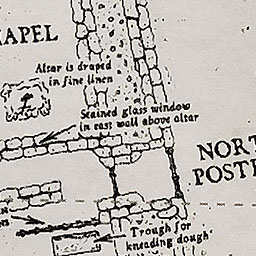 APEL
Altar is draped
in fine linen
Stained glass window
in east wall above altar
NORT
POSTE
Trough for
kneading dough